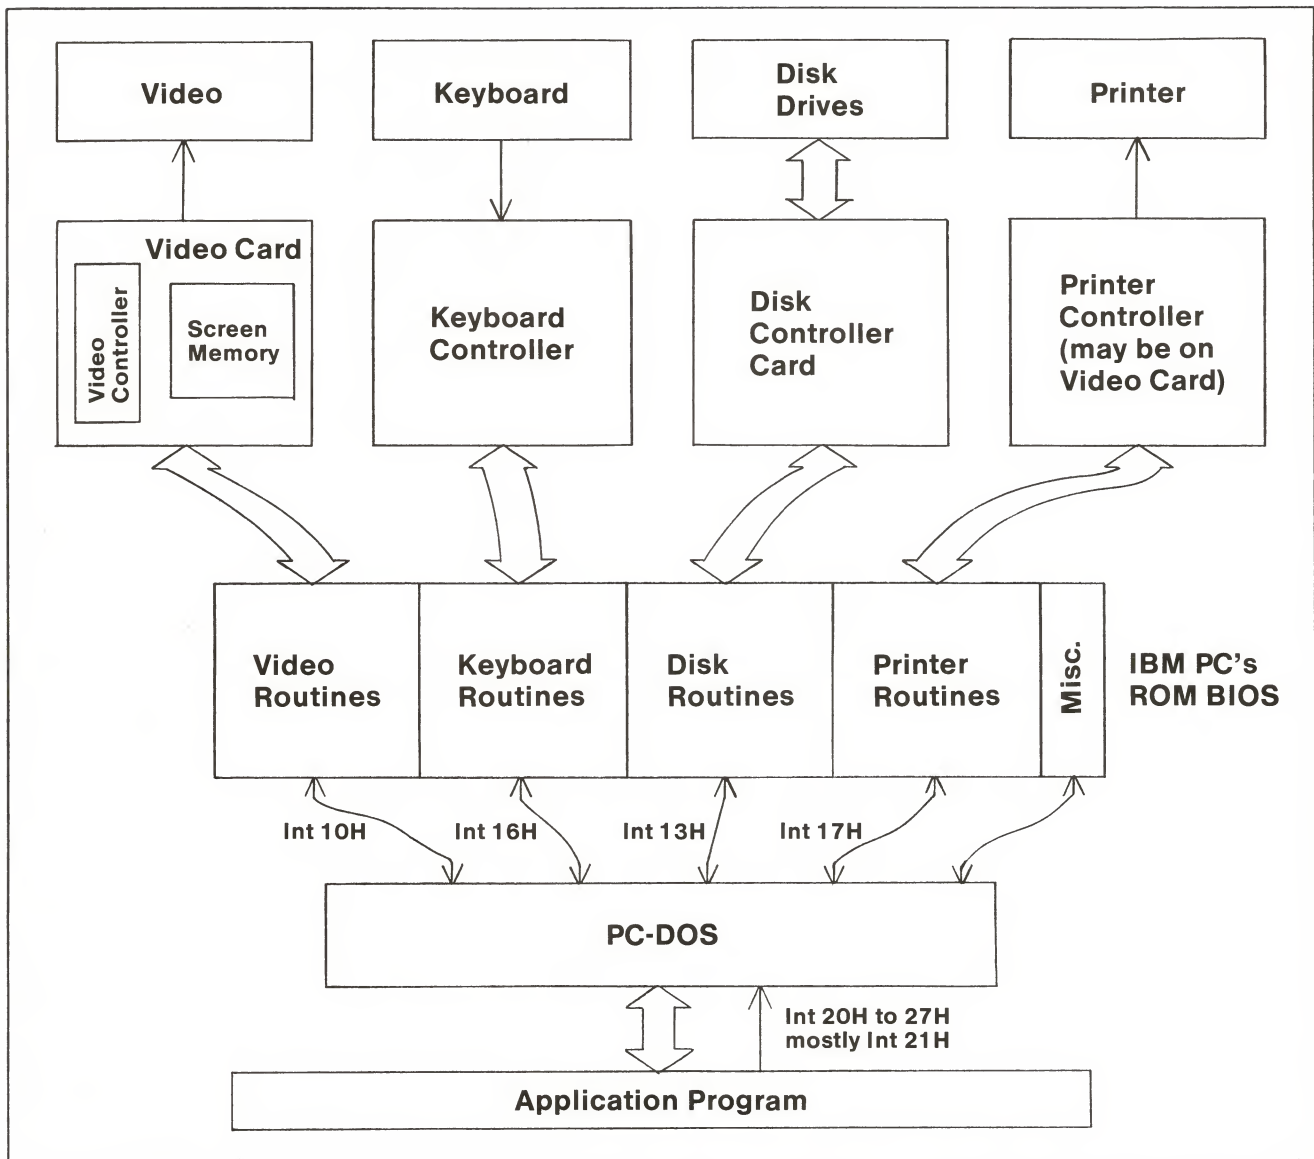 Video
Keyboard
Disk
Drives
Printer
Video Card
Video
Controller
Screen
Memory
Keyboard
Controller
Disk
Controller
Card
Printer
Controller
(may be on
Video Card)
Video
Routines
Keyboard
Routines
Disk
Routines
Printer
Routines
Misc.
IBM PC's
ROM BIOS
Int 10H
Int 16H
Int 13H
Int 17H
PC-DOS
Int 20H to 27H
mostly Int 21H
Application Program